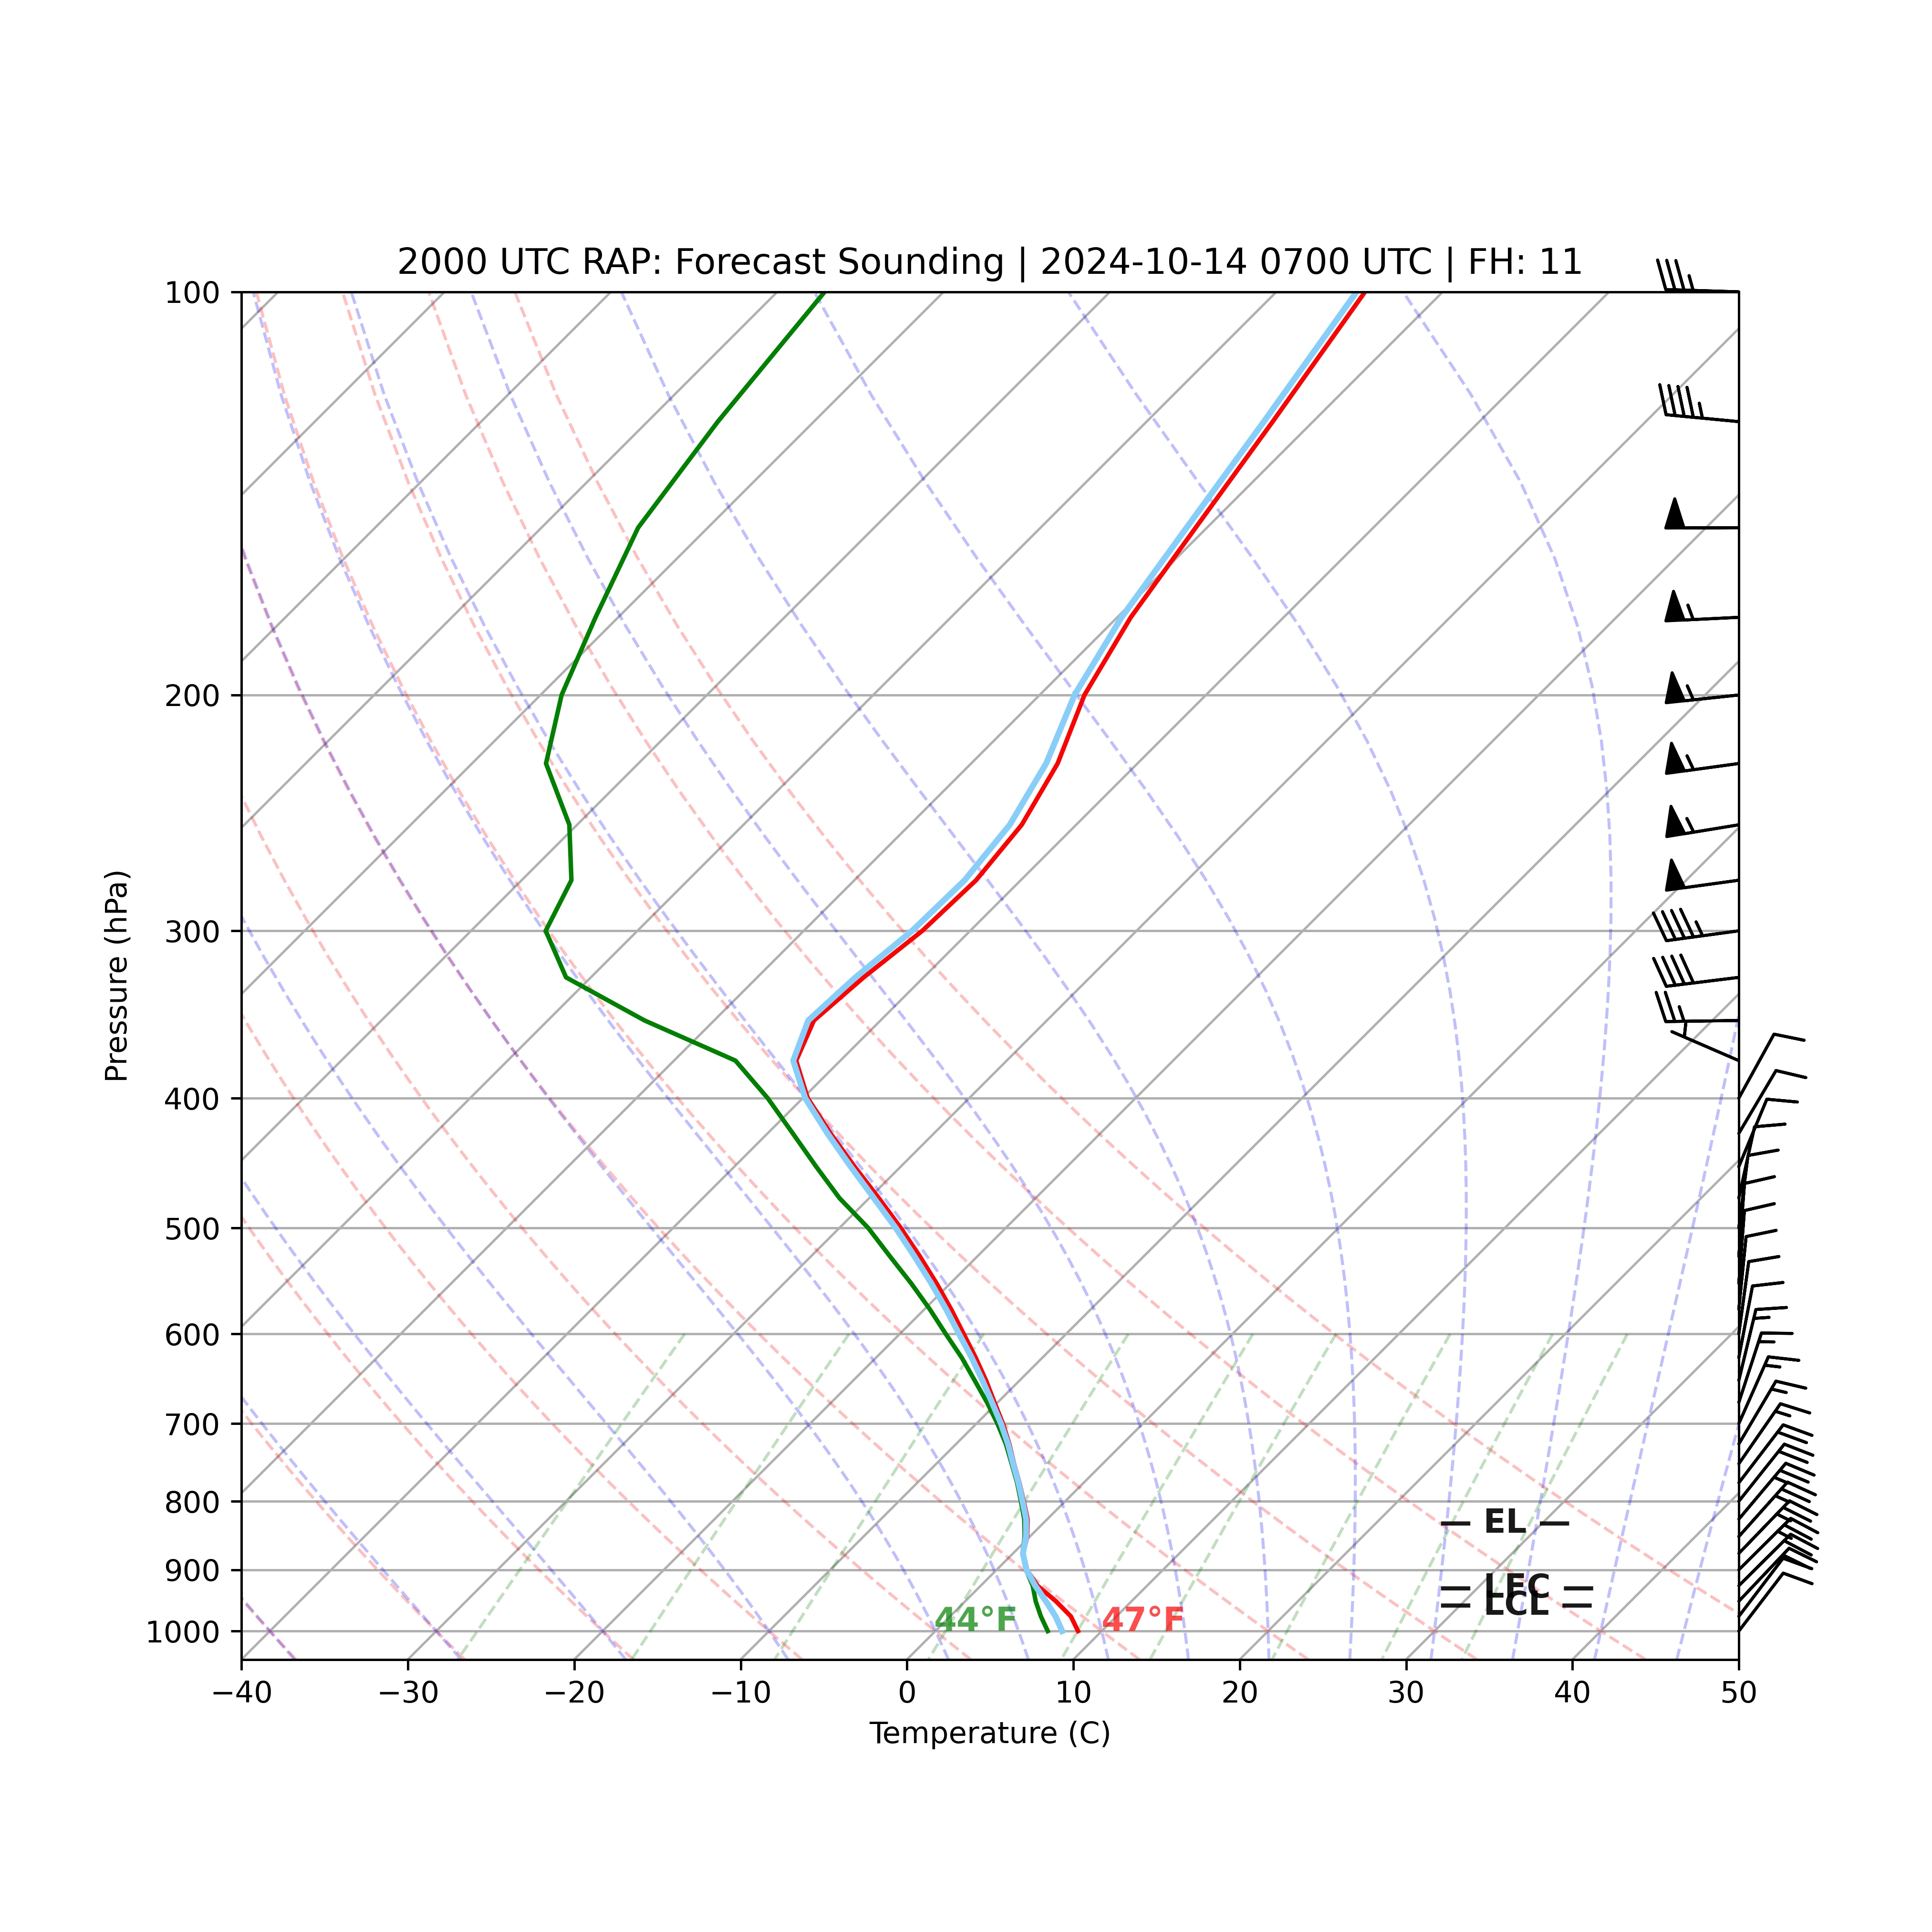 2000 UTC RAP: Forecast Sounding | 2024-10-14 0700 UTC | FH: 11
100
200
300
400
500
600
700
800
900
1000
Pressure (hPa)
— EL —
— LFC —
— LCL —
44°F
47°F
−40 −30 −20 −10 0 10 20 30 40 50
Temperature (C)